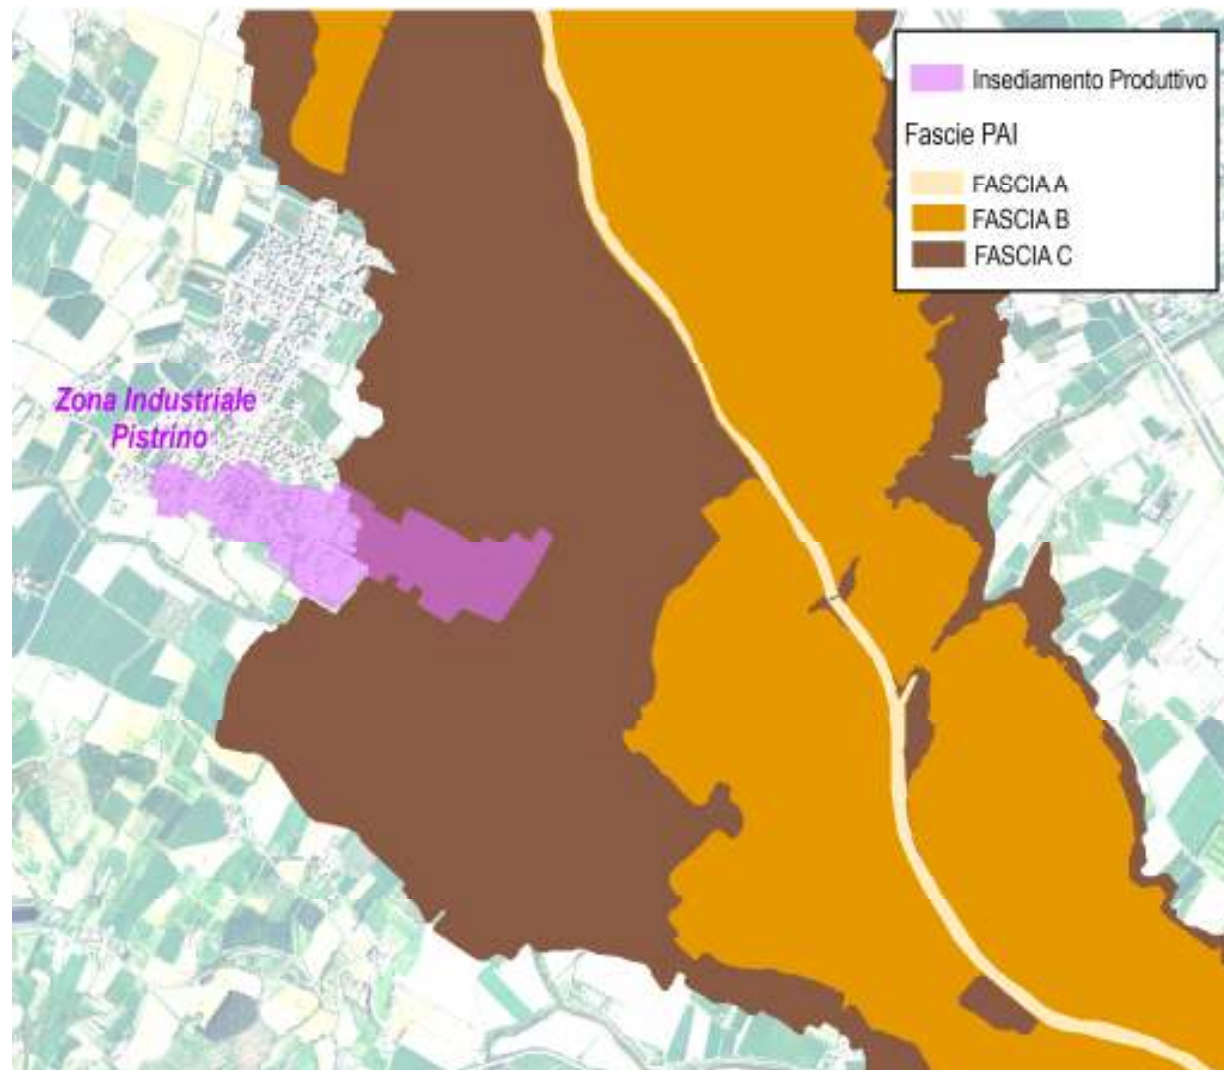 Insediamento Produttivo
Fascie PAI
FASCIA A
FASCIA B
FASCIA C
Zona Industriale
Pistrino